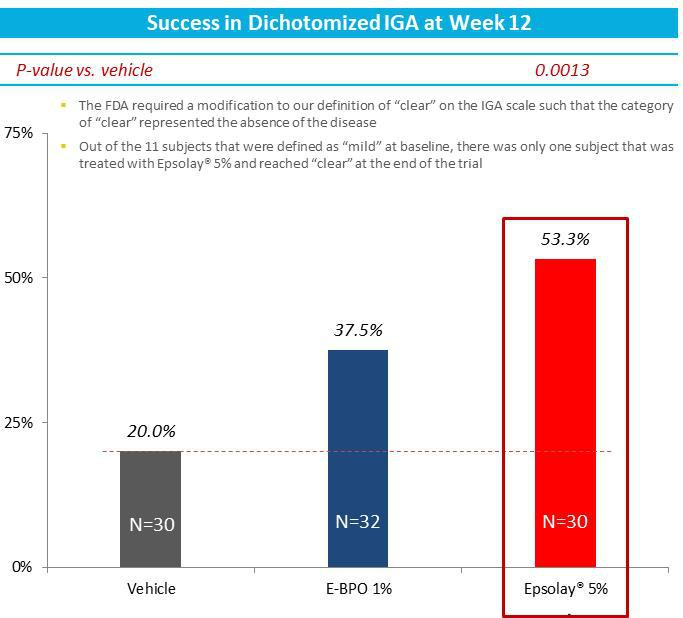 Success in Dichotomized IGA at Week 12
P-value vs. vehicle 0.0013
The FDA required a modification to our definition of “clear” on the IGA scale such that the category
of “clear” represented the absence of the disease
Out of the 11 subjects that were defined as “mild” at baseline, there was only one subject that was
treated with Epsolay® 5% and reached “clear” at the end of the trial
75%
53.3%
50%
37.5%
25%
20.0%
N=30
N=32
N=30
0%
Vehicle
E-BPO 1%
Epsolay® 5%